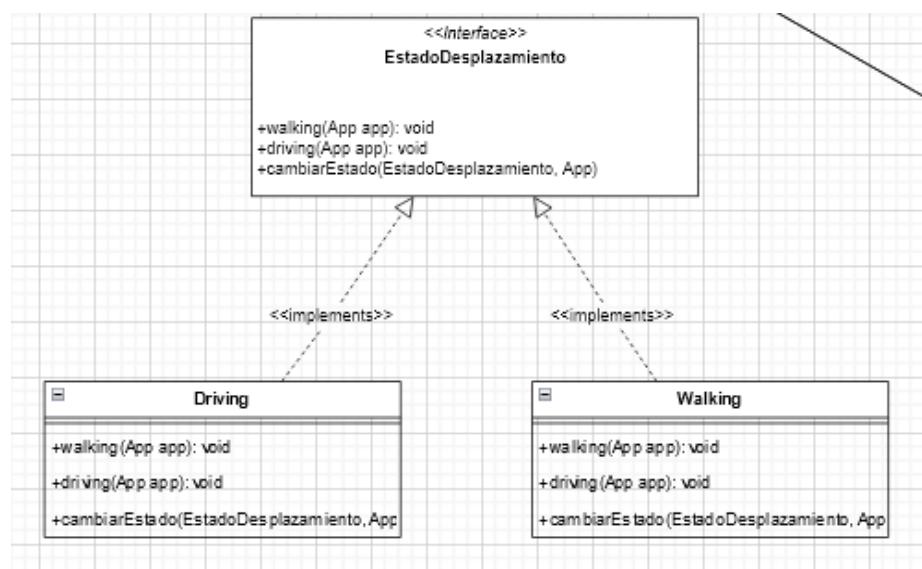 <<Interface>>
EstadoDesplazamiento
+walking(App app): void
+driving(App app): void
+cambiarEstado(EstadoDesplazamiento, App)
<<implements>>
<<implements>>
Driving
+walking(App app): void
+driving(App app): void
+cambiarEstado(EstadoDesplazamiento, App
Walking
+walking(App app): void
+driving(App app): void
+cambiarEstado(EstadoDesplazamiento, App